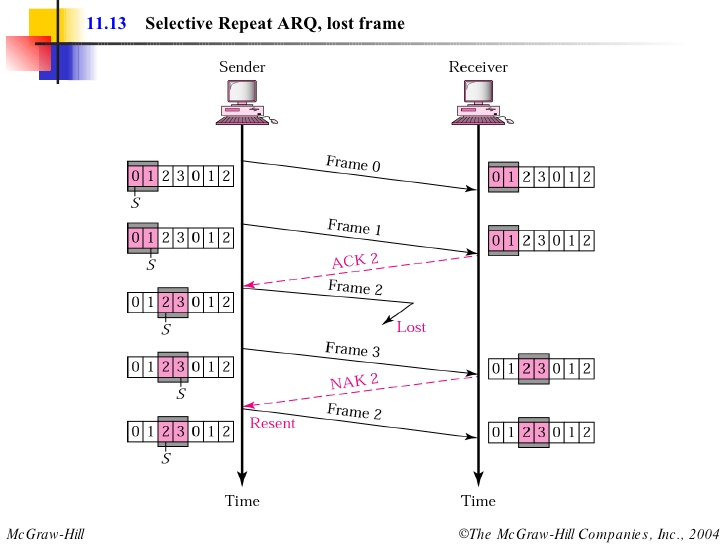 11.13 Selective Repeat ARQ, lost frame
Sender Receiver
Frame 0
0 1 2 3 0 1 2 0 1 2 3 0 1 2
S
Frame 1
0 1 2 3 0 1 2 0 1 2 3 0 1 2
S
ACK 2
Frame 2
0 1 2 3 0 1 2
S
Lost
Frame 3
0 1 2 3 0 1 2 0 1 2 3 0 1 2
S
NAK 2
Frame 2
Resent
0 1 2 3 0 1 2 0 1 2 3 0 1 2
S
Time Time
McGraw-Hill ©The McGraw-Hill Companies, Inc., 2004